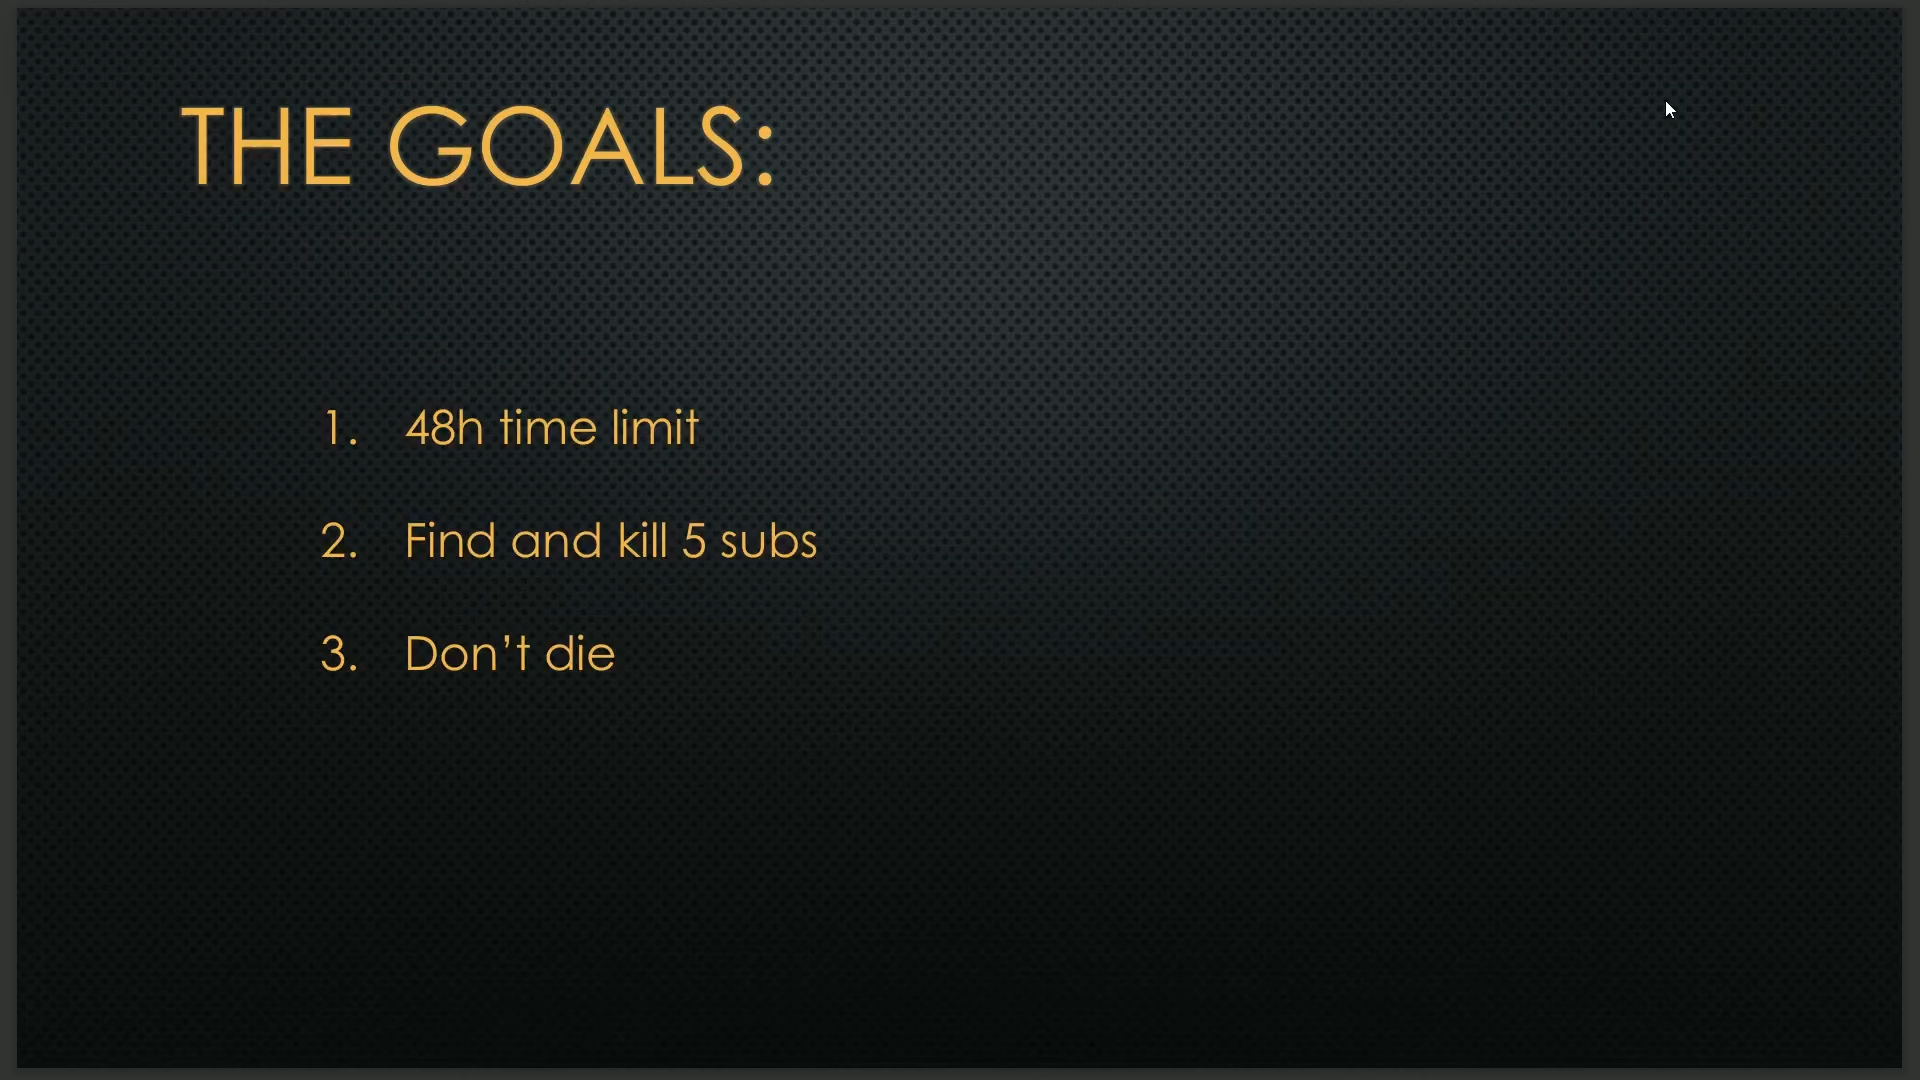 THE GOALS:
1. 48h time limit
2. Find and kill 5 subs
3. Don’t die